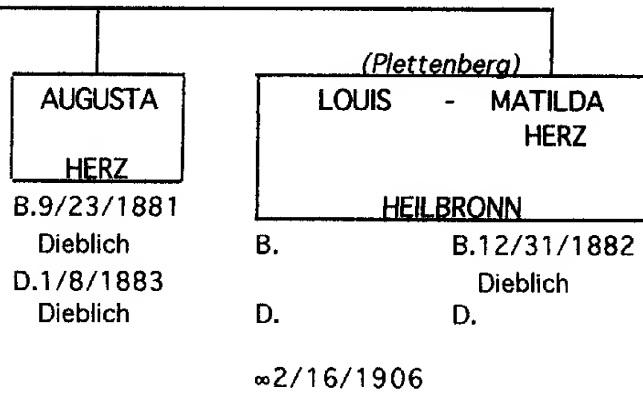 AUGUSTA
HERZ
B.9/23/1881
Dieblich
D.1/8/1883
Dieblich
(Plettenberg)
LOUIS - MATILDA
HERZ
HEILBRONN
B. B.12/31/1882
Dieblich
D. D.
∞2/16/1906